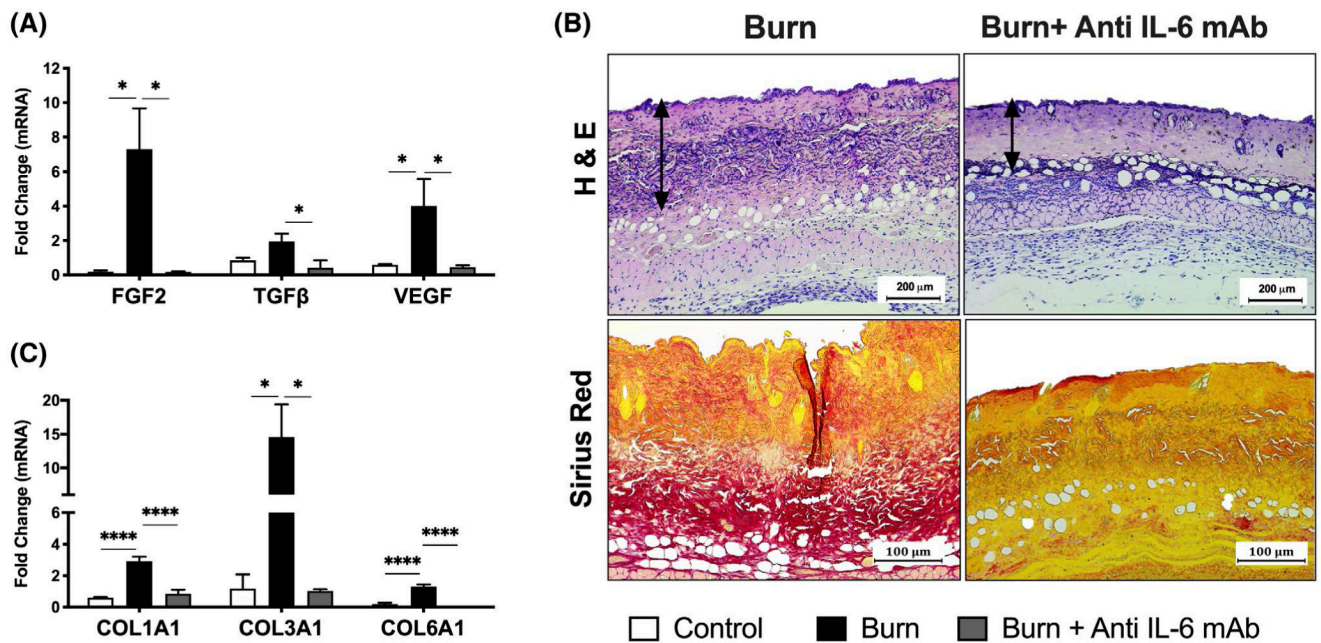 (A)
Fold Change (mRNA)
12
10
8
6
4
2
0
* *
*
* *
FGF2 TGFβ VEGF
(B)
Burn Burn+ Anti IL-6 mAb
H & E
200 µm 200 µm
Sirius Red
100 µm 100 µm
(C)
Fold Change (mRNA)
20
15
10
6
4
2
0
**** ****
* *
**** ****
COL1A1 COL3A1 COL6A1
Control Burn Burn + Anti IL-6 mAb